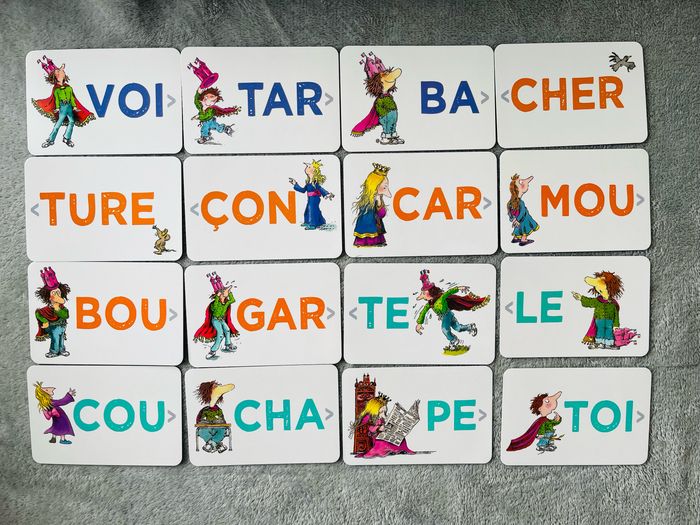 VOI> TAR> BA> <CHER
<TURE <ÇON CAR> MOU>
BOU> GAR> <TE <LE
COU> CHA> PE> TOI>